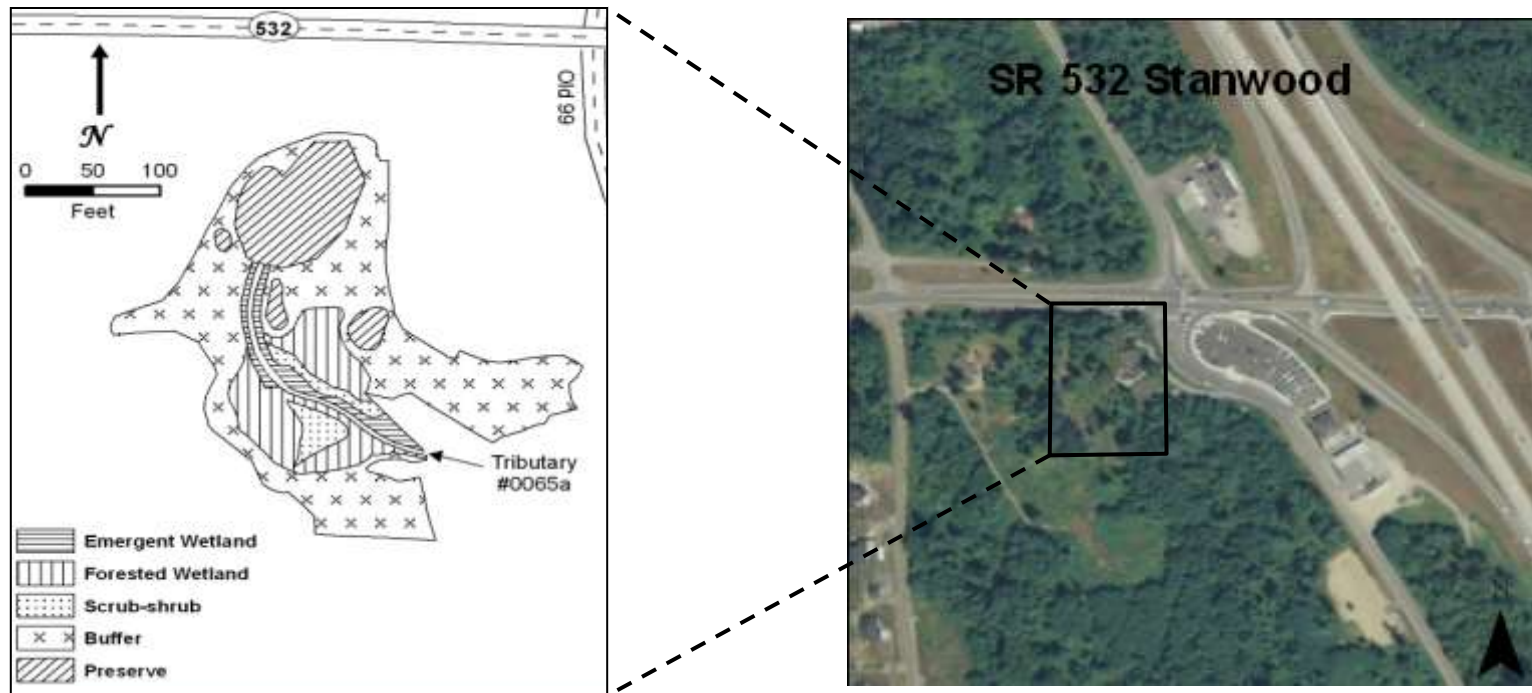 532
Old 99
N
0 50 100
Feet
Tributary
#0065a
Emergent Wetland
Forested Wetland
Scrub-shrub
Buffer
Preserve
SR 532 Stanwood